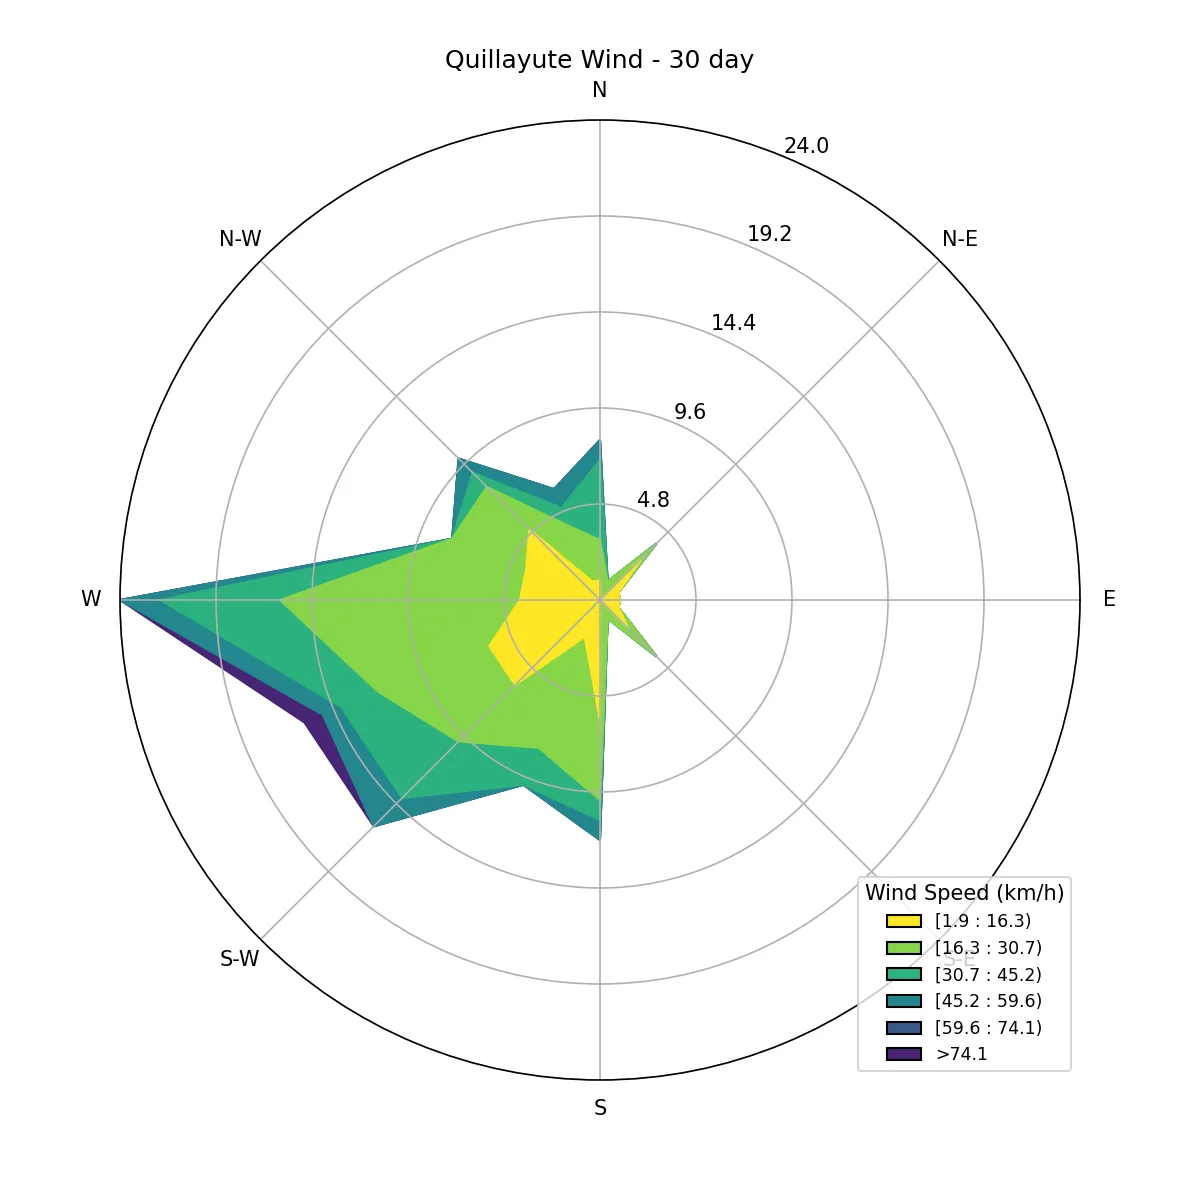 Quillayute Wind - 30 day
N
24.0
19.2
N-W
N-E
14.4
9.6
4.8
W
E
Wind Speed (km/h)
[1.9 : 16.3)
[16.3 : 30.7)
S-W
S-E
[30.7 : 45.2)
[45.2 : 59.6)
[59.6 : 74.1)
>74.1
S